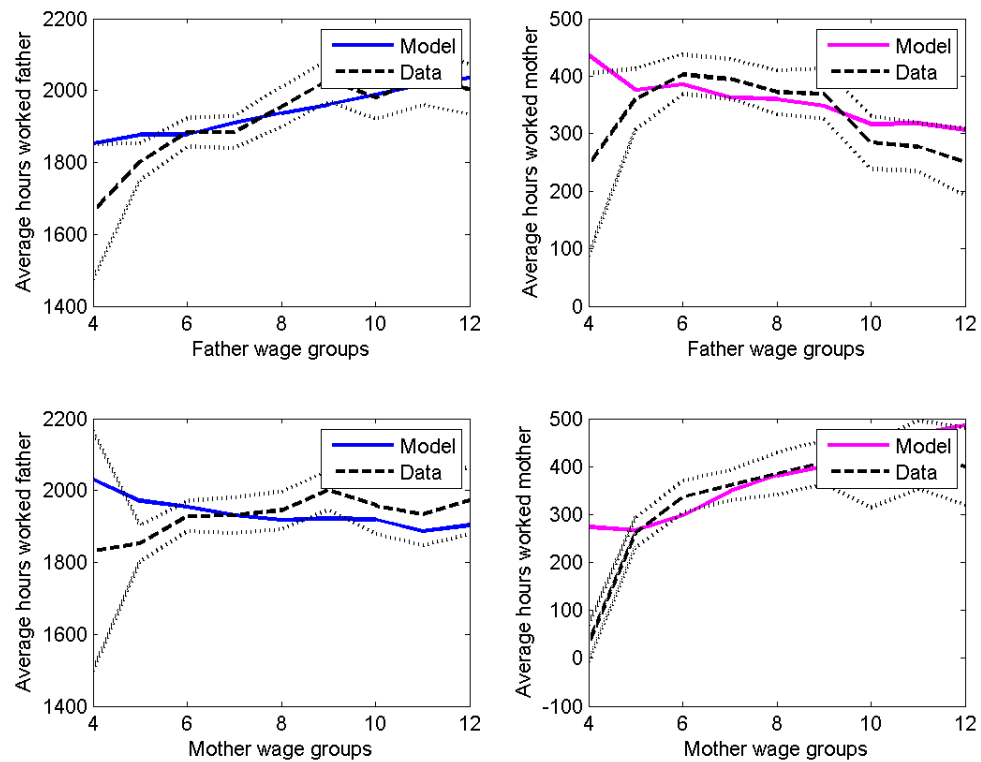 2200
2000
1800
1600
1400
4 6 8 10 12
Average hours worked father
Father wage groups
Model
Data
500
400
300
200
100
0
4 6 8 10 12
Average hours worked mother
Father wage groups
Model
Data
2200
2000
1800
1600
1400
4 6 8 10 12
Average hours worked father
Mother wage groups
Model
Data
500
400
300
200
100
0
-100
4 6 8 10 12
Average hours worked mother
Mother wage groups
Model
Data